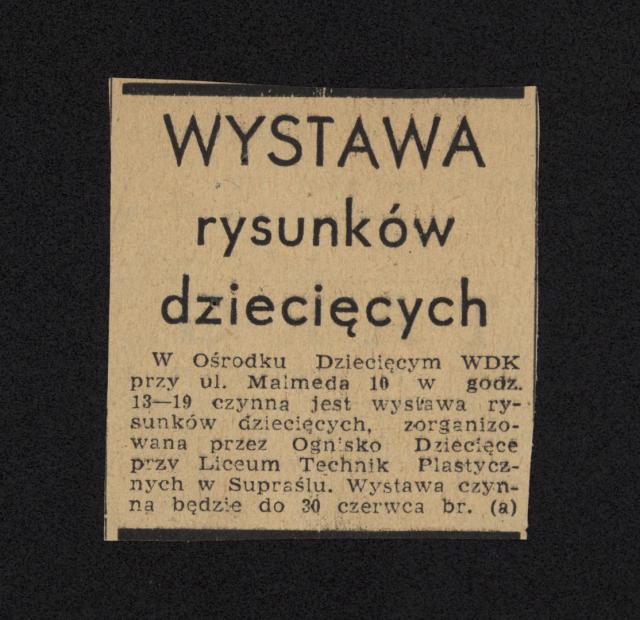 WYSTAWA
rysunków
dziecięcych
W Ośrodku Dziecięcym WDK
przy ul. Malmeda 10 w godz.
13—19 czynna jest wystawa ry-
sunków dziecięcych, zorganizo-
wana przez Ognisko Dziecięce
przy Liceum Technik Plastycz-
nych w Supraślu. Wystawa czyn-
na będzie do 30 czerwca br. (a)